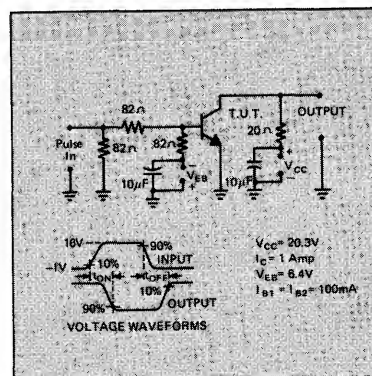 82Ω
T.U.T.
OUTPUT
Pulse
In
82Ω
82Ω
20Ω
10μF
−
VEB
+
10μF
+
VCC
−
16V
90%
INPUT
−1V
10%
tON
tOFF
10%
90%
OUTPUT
VOLTAGE WAVEFORMS
VCC = 20.3V
IC = 1 Amp
VEB = 6.4V
IB1 = IB2 = 100mA